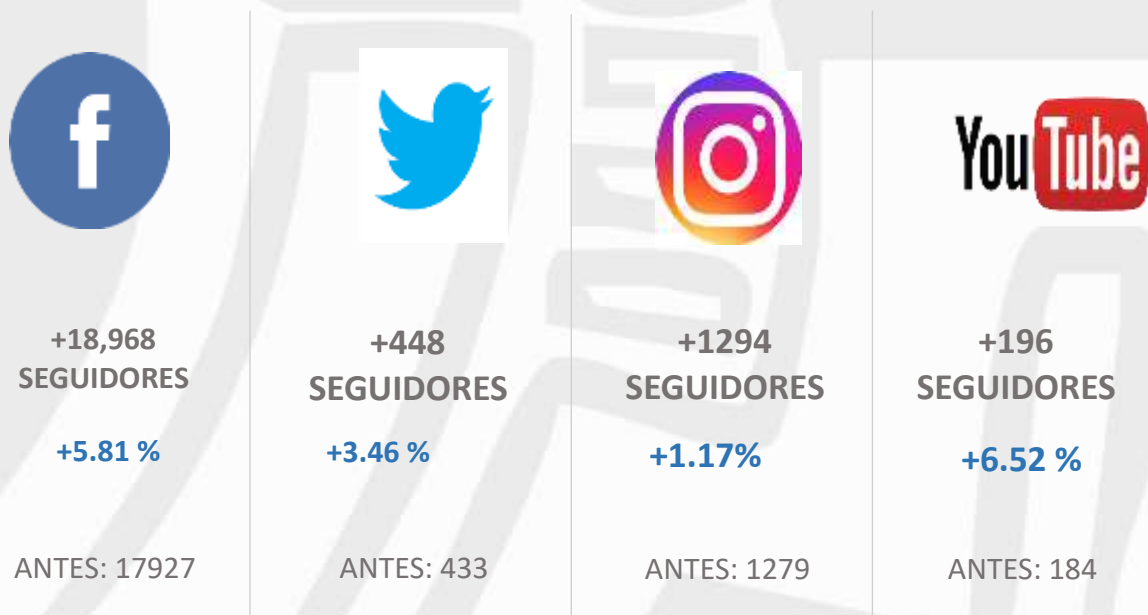 f
YouTube
+18,968
SEGUIDORES
+5.81 %
ANTES: 17927
+448
SEGUIDORES
+3.46 %
ANTES: 433
+1294
SEGUIDORES
+1.17%
ANTES: 1279
+196
SEGUIDORES
+6.52 %
ANTES: 184